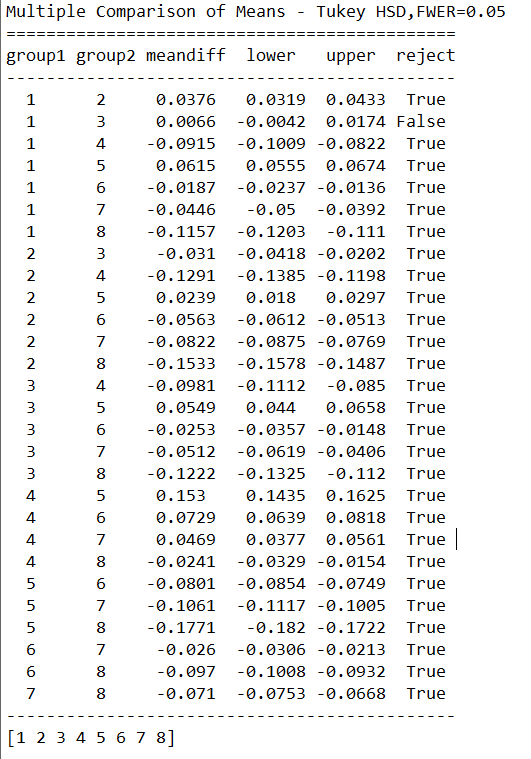 Multiple Comparison of Means - Tukey HSD,FWER=0.05
=============================================
group1 group2 meandiff  lower   upper  reject
---------------------------------------------
  1      2     0.0376   0.0319  0.0433  True
  1      3     0.0066  -0.0042  0.0174 False
  1      4    -0.0915  -0.1009 -0.0822  True
  1      5     0.0615   0.0555  0.0674  True
  1      6    -0.0187  -0.0237 -0.0136  True
  1      7    -0.0446   -0.05  -0.0392  True
  1      8    -0.1157  -0.1203  -0.111  True
  2      3     -0.031  -0.0418 -0.0202  True
  2      4    -0.1291  -0.1385 -0.1198  True
  2      5     0.0239   0.018   0.0297  True
  2      6    -0.0563  -0.0612 -0.0513  True
  2      7    -0.0822  -0.0875 -0.0769  True
  2      8    -0.1533  -0.1578 -0.1487  True
  3      4    -0.0981  -0.1112  -0.085  True
  3      5     0.0549   0.044   0.0658  True
  3      6    -0.0253  -0.0357 -0.0148  True
  3      7    -0.0512  -0.0619 -0.0406  True
  3      8    -0.1222  -0.1325  -0.112  True
  4      5     0.153    0.1435  0.1625  True
  4      6     0.0729   0.0639  0.0818  True
  4      7     0.0469   0.0377  0.0561  True
  4      8    -0.0241  -0.0329 -0.0154  True
  5      6    -0.0801  -0.0854 -0.0749  True
  5      7    -0.1061  -0.1117 -0.1005  True
  5      8    -0.1771   -0.182 -0.1722  True
  6      7     -0.026  -0.0306 -0.0213  True
  6      8     -0.097  -0.1008 -0.0932  True
  7      8     -0.071  -0.0753 -0.0668  True
---------------------------------------------
[1 2 3 4 5 6 7 8]